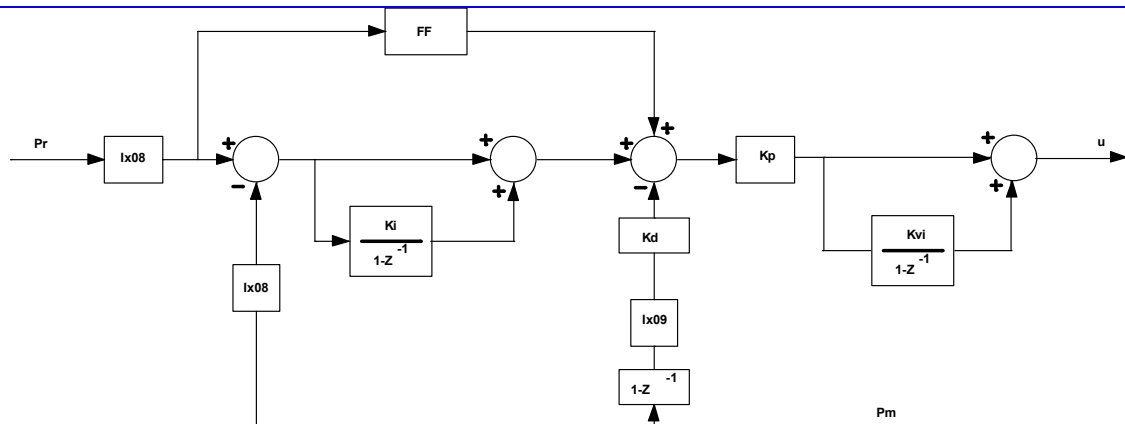 FF
Pr
Ix08
+
−
+
+
+
+
−
Kp
+
+
u
Ki
1-Z -1
Kd
Kvi
1-Z -1
Ix08
Ix09
1-Z -1
Pm